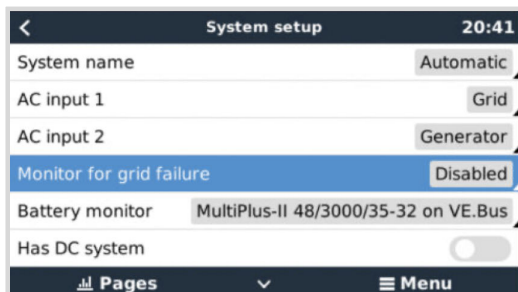 System setup 20:41
System name Automatic
AC input 1 Grid
AC input 2 Generator
Monitor for grid failure Disabled
Battery monitor MultiPlus-II 48/3000/35-32 on VE.Bus
Has DC system
Pages Menu